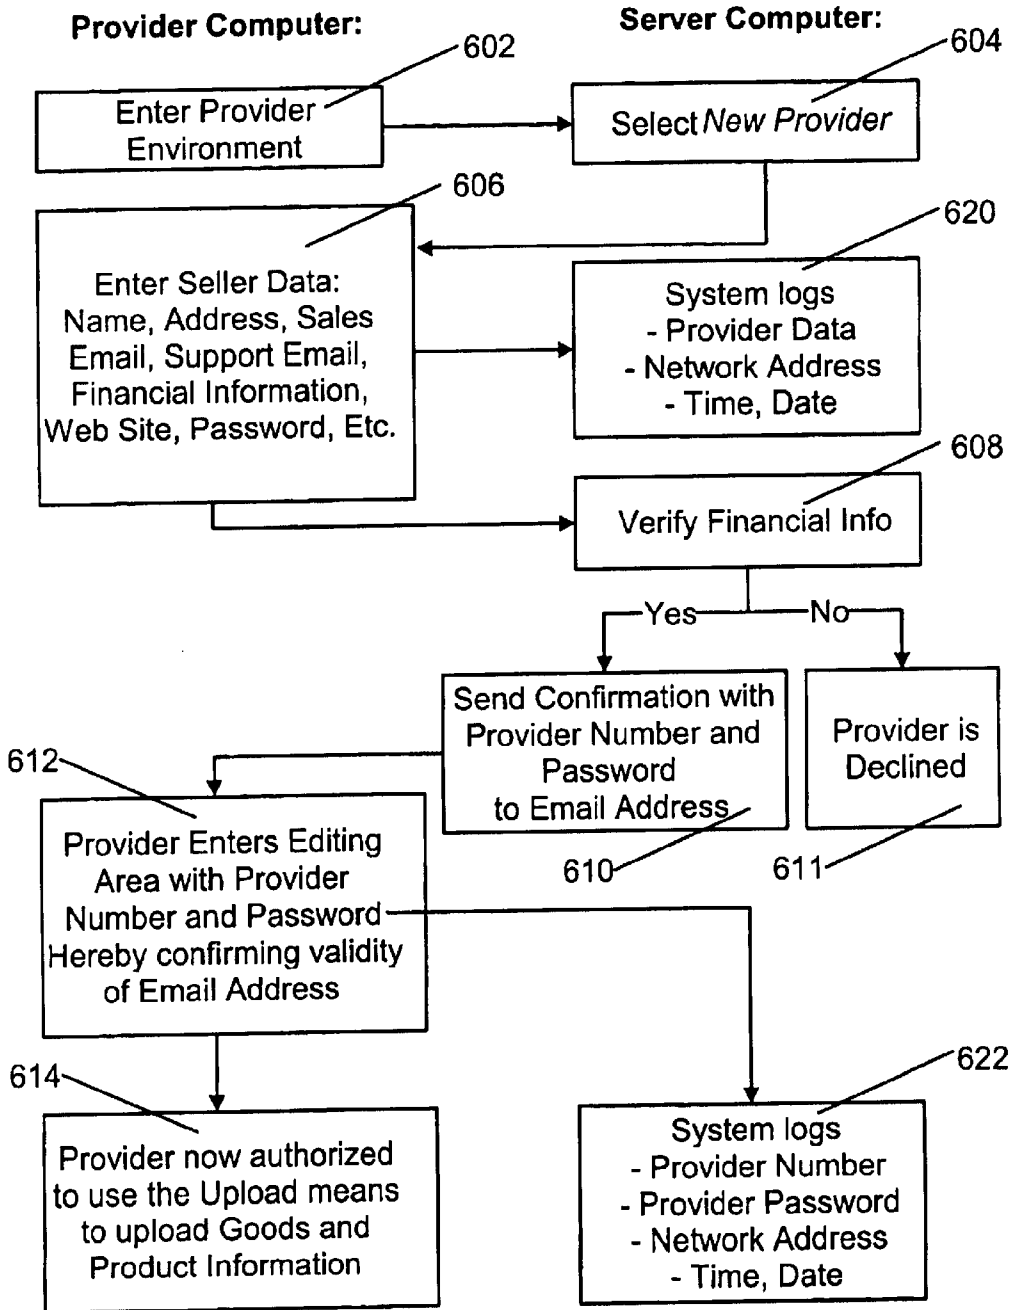 Provider Computer:
Server Computer:
602
604
Enter Provider
Environment
Select New Provider
606
620
Enter Seller Data:
Name, Address, Sales
Email, Support Email,
Financial Information,
Web Site, Password, Etc.
System logs
- Provider Data
- Network Address
- Time, Date
608
Verify Financial Info
Yes
No
Send Confirmation with
Provider Number and
Password
to Email Address
Provider is
Declined
612
610
611
Provider Enters Editing
Area with Provider
Number and Password
Hereby confirming validity
of Email Address
614
622
Provider now authorized
to use the Upload means
to upload Goods and
Product Information
System logs
- Provider Number
- Provider Password
- Network Address
- Time, Date